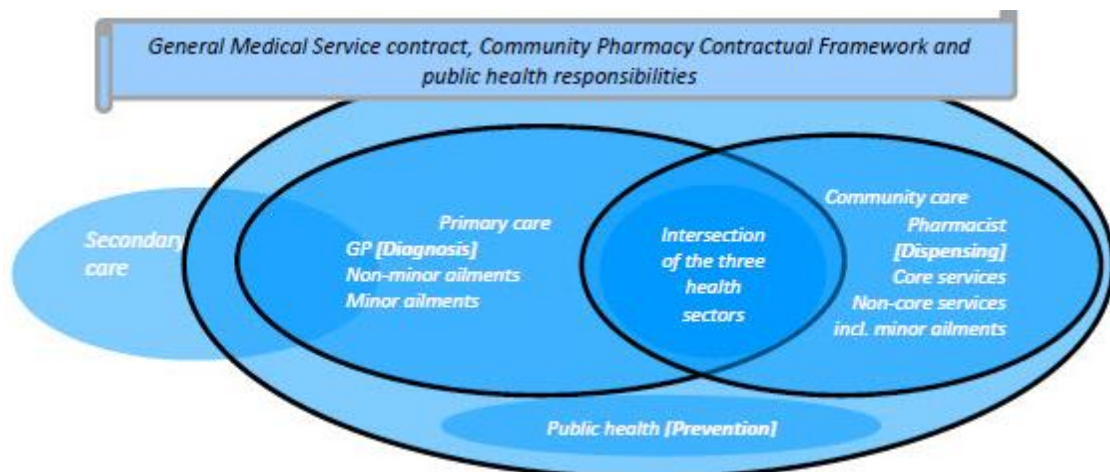 General Medical Service contract, Community Pharmacy Contractual Framework and
public health responsibilities
Secondary
care
Primary care
GP [Diagnosis]
Non-minor ailments
Minor ailments
Intersection
of the three
health
sectors
Community care
Pharmacist
[Dispensing]
Core services
Non-core services
incl. minor ailments
Public health [Prevention]